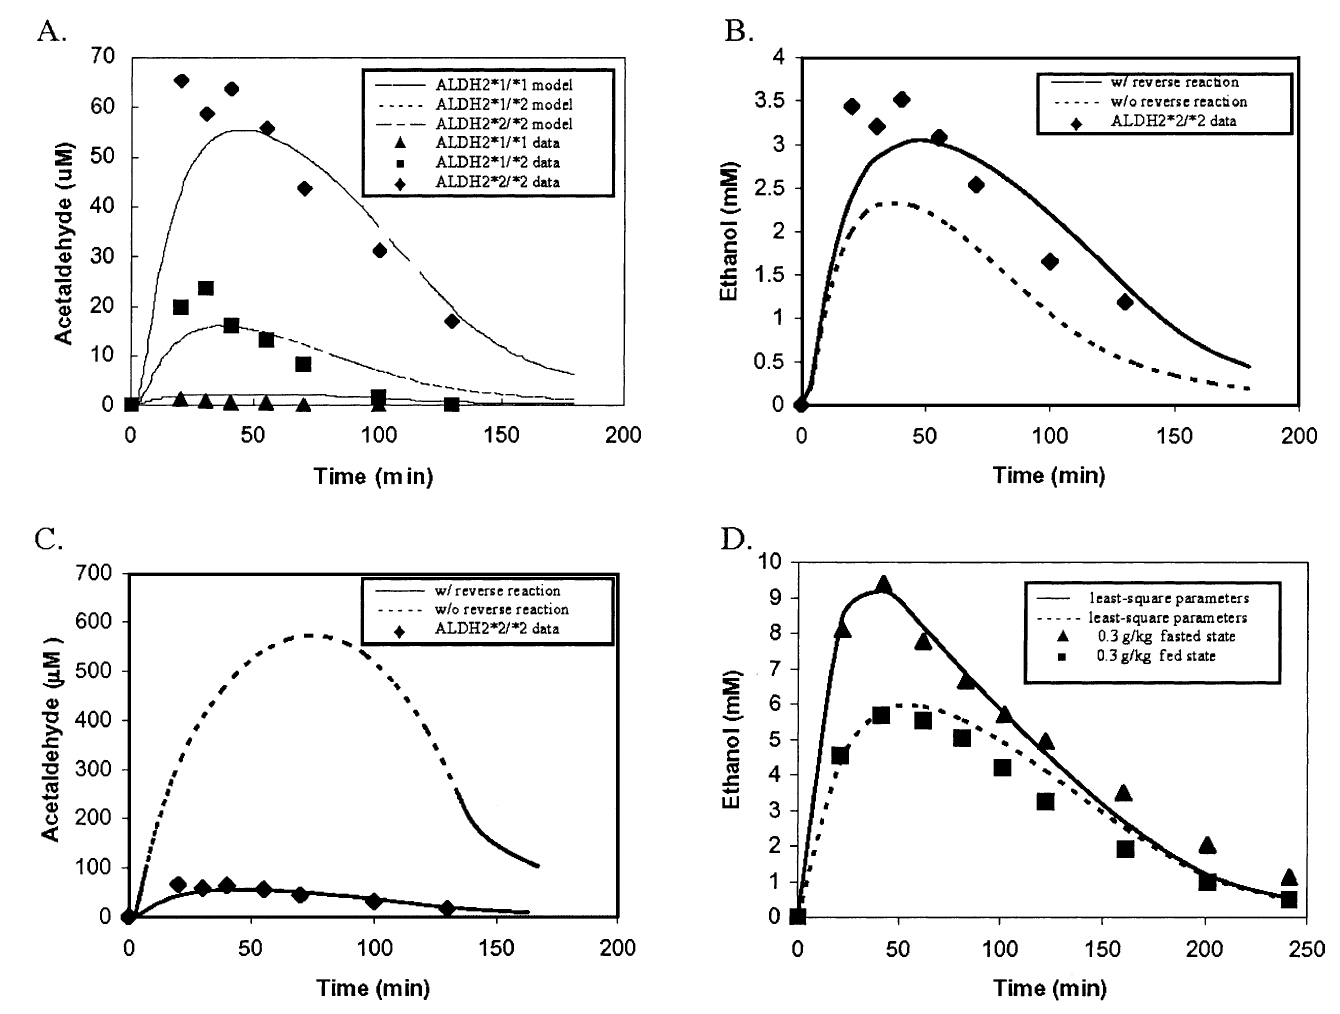 A.
70
60
50
40
30
20
10
0
Acetaldehyde (uM)
ALDH2*1/*1 model
ALDH2*1/*2 model
ALDH2*2/*2 model
ALDH2*1/*1 data
ALDH2*1/*2 data
ALDH2*2/*2 data
0 50 100 150 200
Time (min)
B.
4
3.5
3
2.5
2
1.5
1
0.5
0
Ethanol (mM)
w/ reverse reaction
w/o reverse reaction
ALDH2*2/*2 data
0 50 100 150 200
Time (min)
C.
700
600
500
400
300
200
100
0
Acetaldehyde (µM )
w/ reverse reaction
w/o reverse reaction
ALDH2*2/*2 data
0 50 100 150 200
Time (min)
D.
10
9
8
7
6
5
4
3
2
1
0
Ethanol (mM)
least-square parameters
least-square parameters
0.3 g/kg fasted state
0.3 g/kg fed state
0 50 100 150 200 250
Time (min)